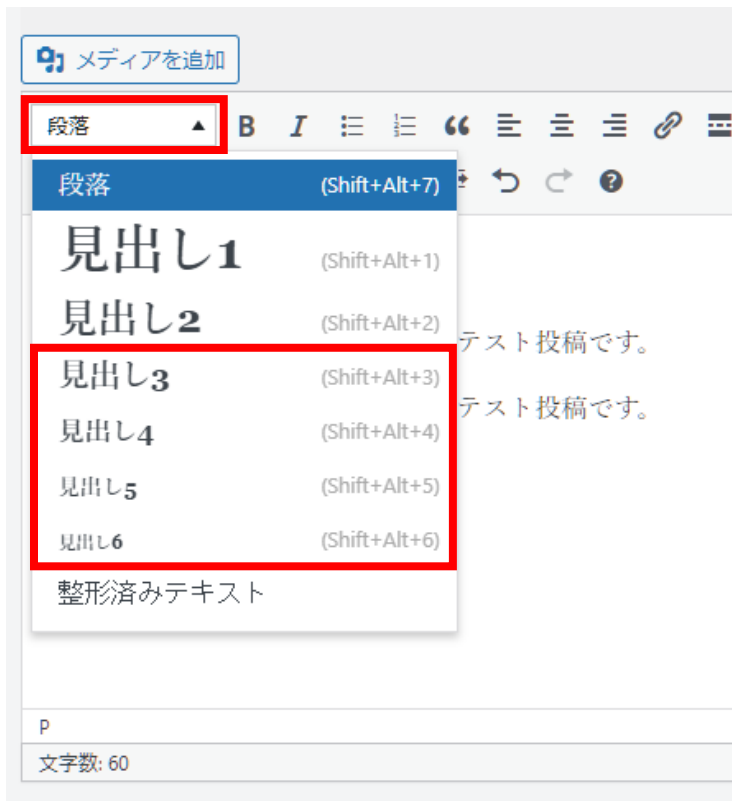 メディアを追加
段落
B I
段落 (Shift+Alt+7)
見出し1 (Shift+Alt+1)
見出し2 (Shift+Alt+2)
テスト投稿です。
見出し3 (Shift+Alt+3)
見出し4 (Shift+Alt+4)
テスト投稿です。
見出し5 (Shift+Alt+5)
見出し6 (Shift+Alt+6)
整形済みテキスト
P
文字数: 60